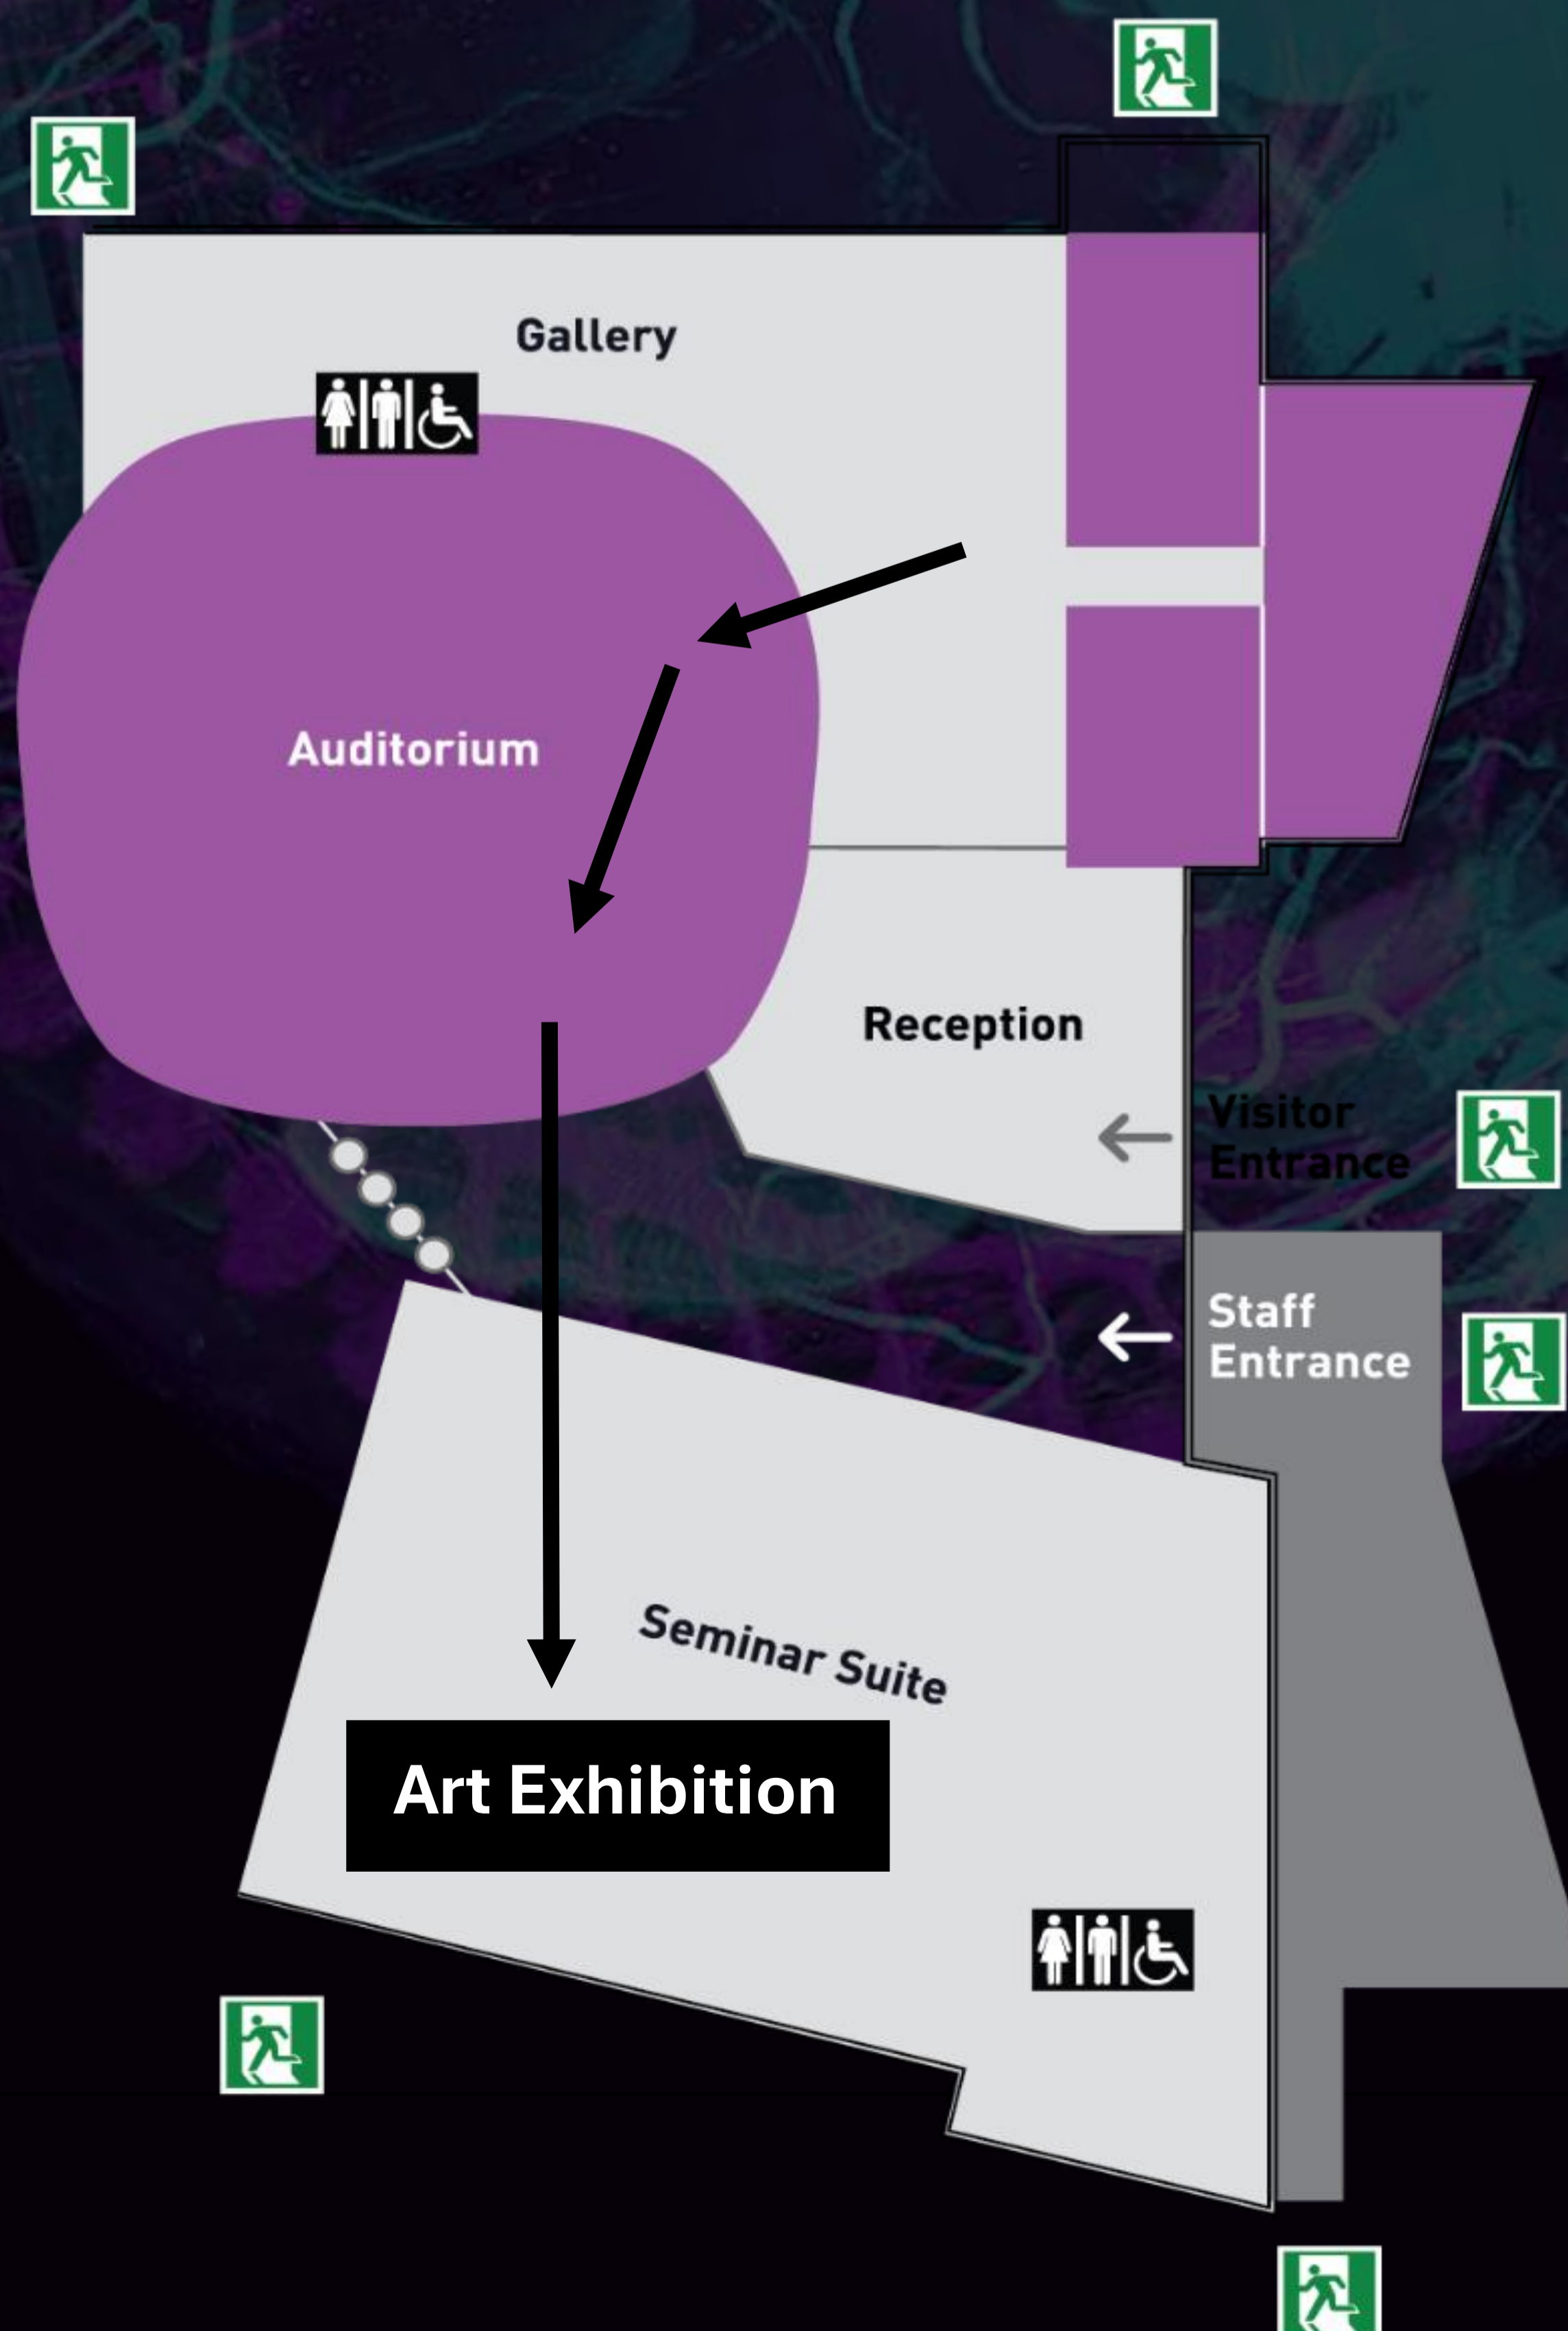 Gallery
Auditorium
Reception
Visitor
Entrance
Staff
Entrance
Seminar Suite
Art Exhibition